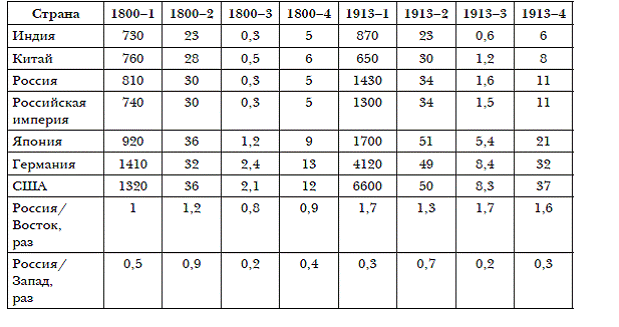 Страна 1800–1 1800–2 1800–3 1800–4 1913–1 1913–2 1913–3 1913–4
Индия 730 23 0,3 5 870 23 0,6 6
Китай 760 28 0,5 6 650 30 1,2 8
Россия 810 30 0,3 5 1430 34 1,6 11
Российская 740 30 0,3 5 1300 34 1,5 11
империя
Япония 920 36 1,2 9 1700 51 5,4 21
Германия 1410 32 2,4 13 4120 49 8,4 32
США 1320 36 2,1 12 6600 50 8,3 37
Россия/ 1 1,2 0,8 0,9 1,7 1,3 1,7 1,6
Восток,
раз
Россия/ 0,5 0,9 0,2 0,4 0,3 0,7 0,2 0,3
Запад,
раз